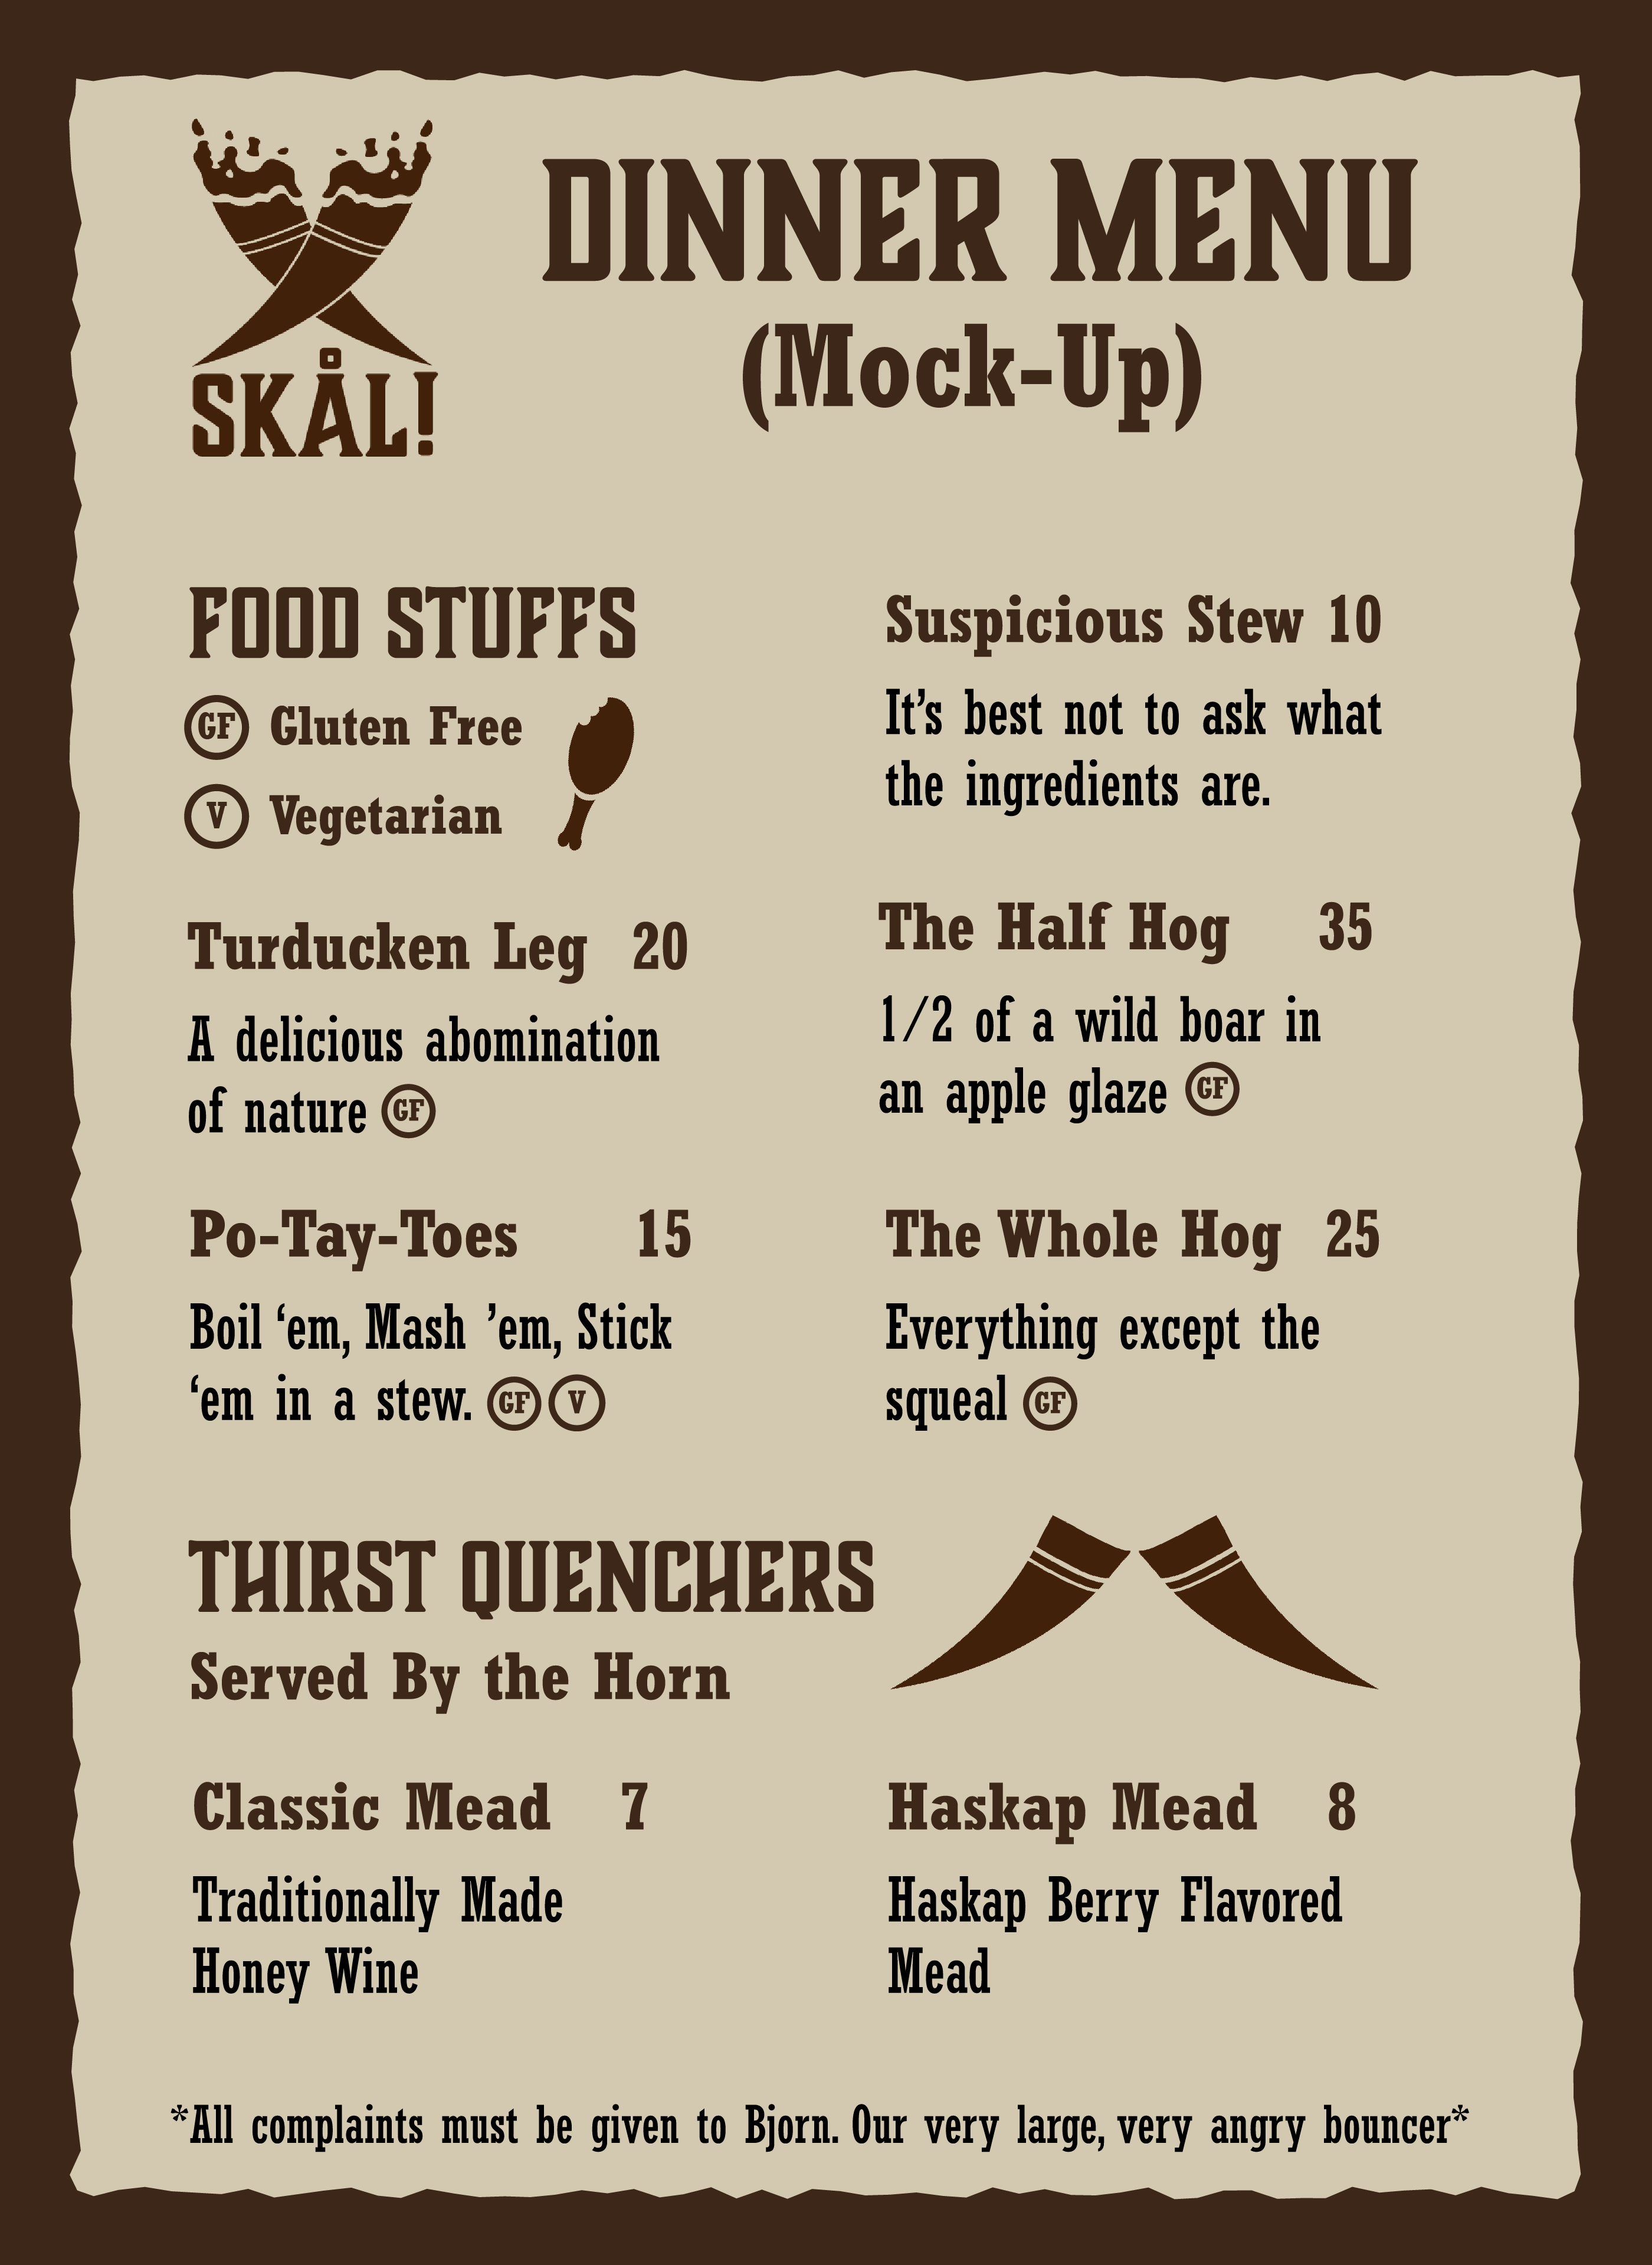 SKÅL!
DINNER MENU
(Mock-Up)
FOOD STUFFS
GF Gluten Free
V Vegetarian
Turducken Leg 20
A delicious abomination
of nature GF
Po-Tay-Toes 15
Boil ‘em, Mash ’em, Stick
‘em in a stew. GF V
Suspicious Stew 10
It’s best not to ask what
the ingredients are.
The Half Hog 35
1/2 of a wild boar in
an apple glaze GF
The Whole Hog 25
Everything except the
squeal GF
THIRST QUENCHERS
Served By the Horn
Classic Mead 7
Traditionally Made
Honey Wine
Haskap Mead 8
Haskap Berry Flavored
Mead
*All complaints must be given to Bjorn. Our very large, very angry bouncer*